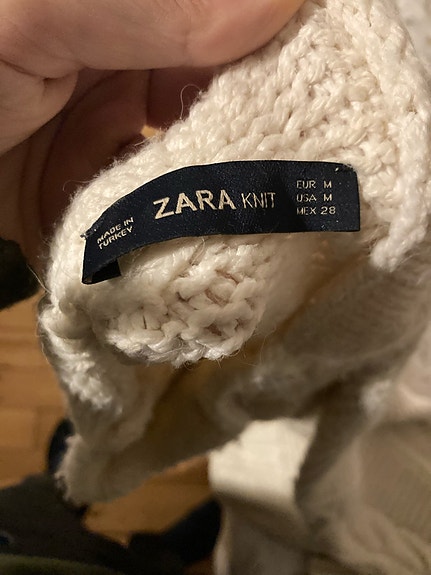 MADE IN
TURKEY
ZARA KNIT
EUR M
USA M
MEX 28